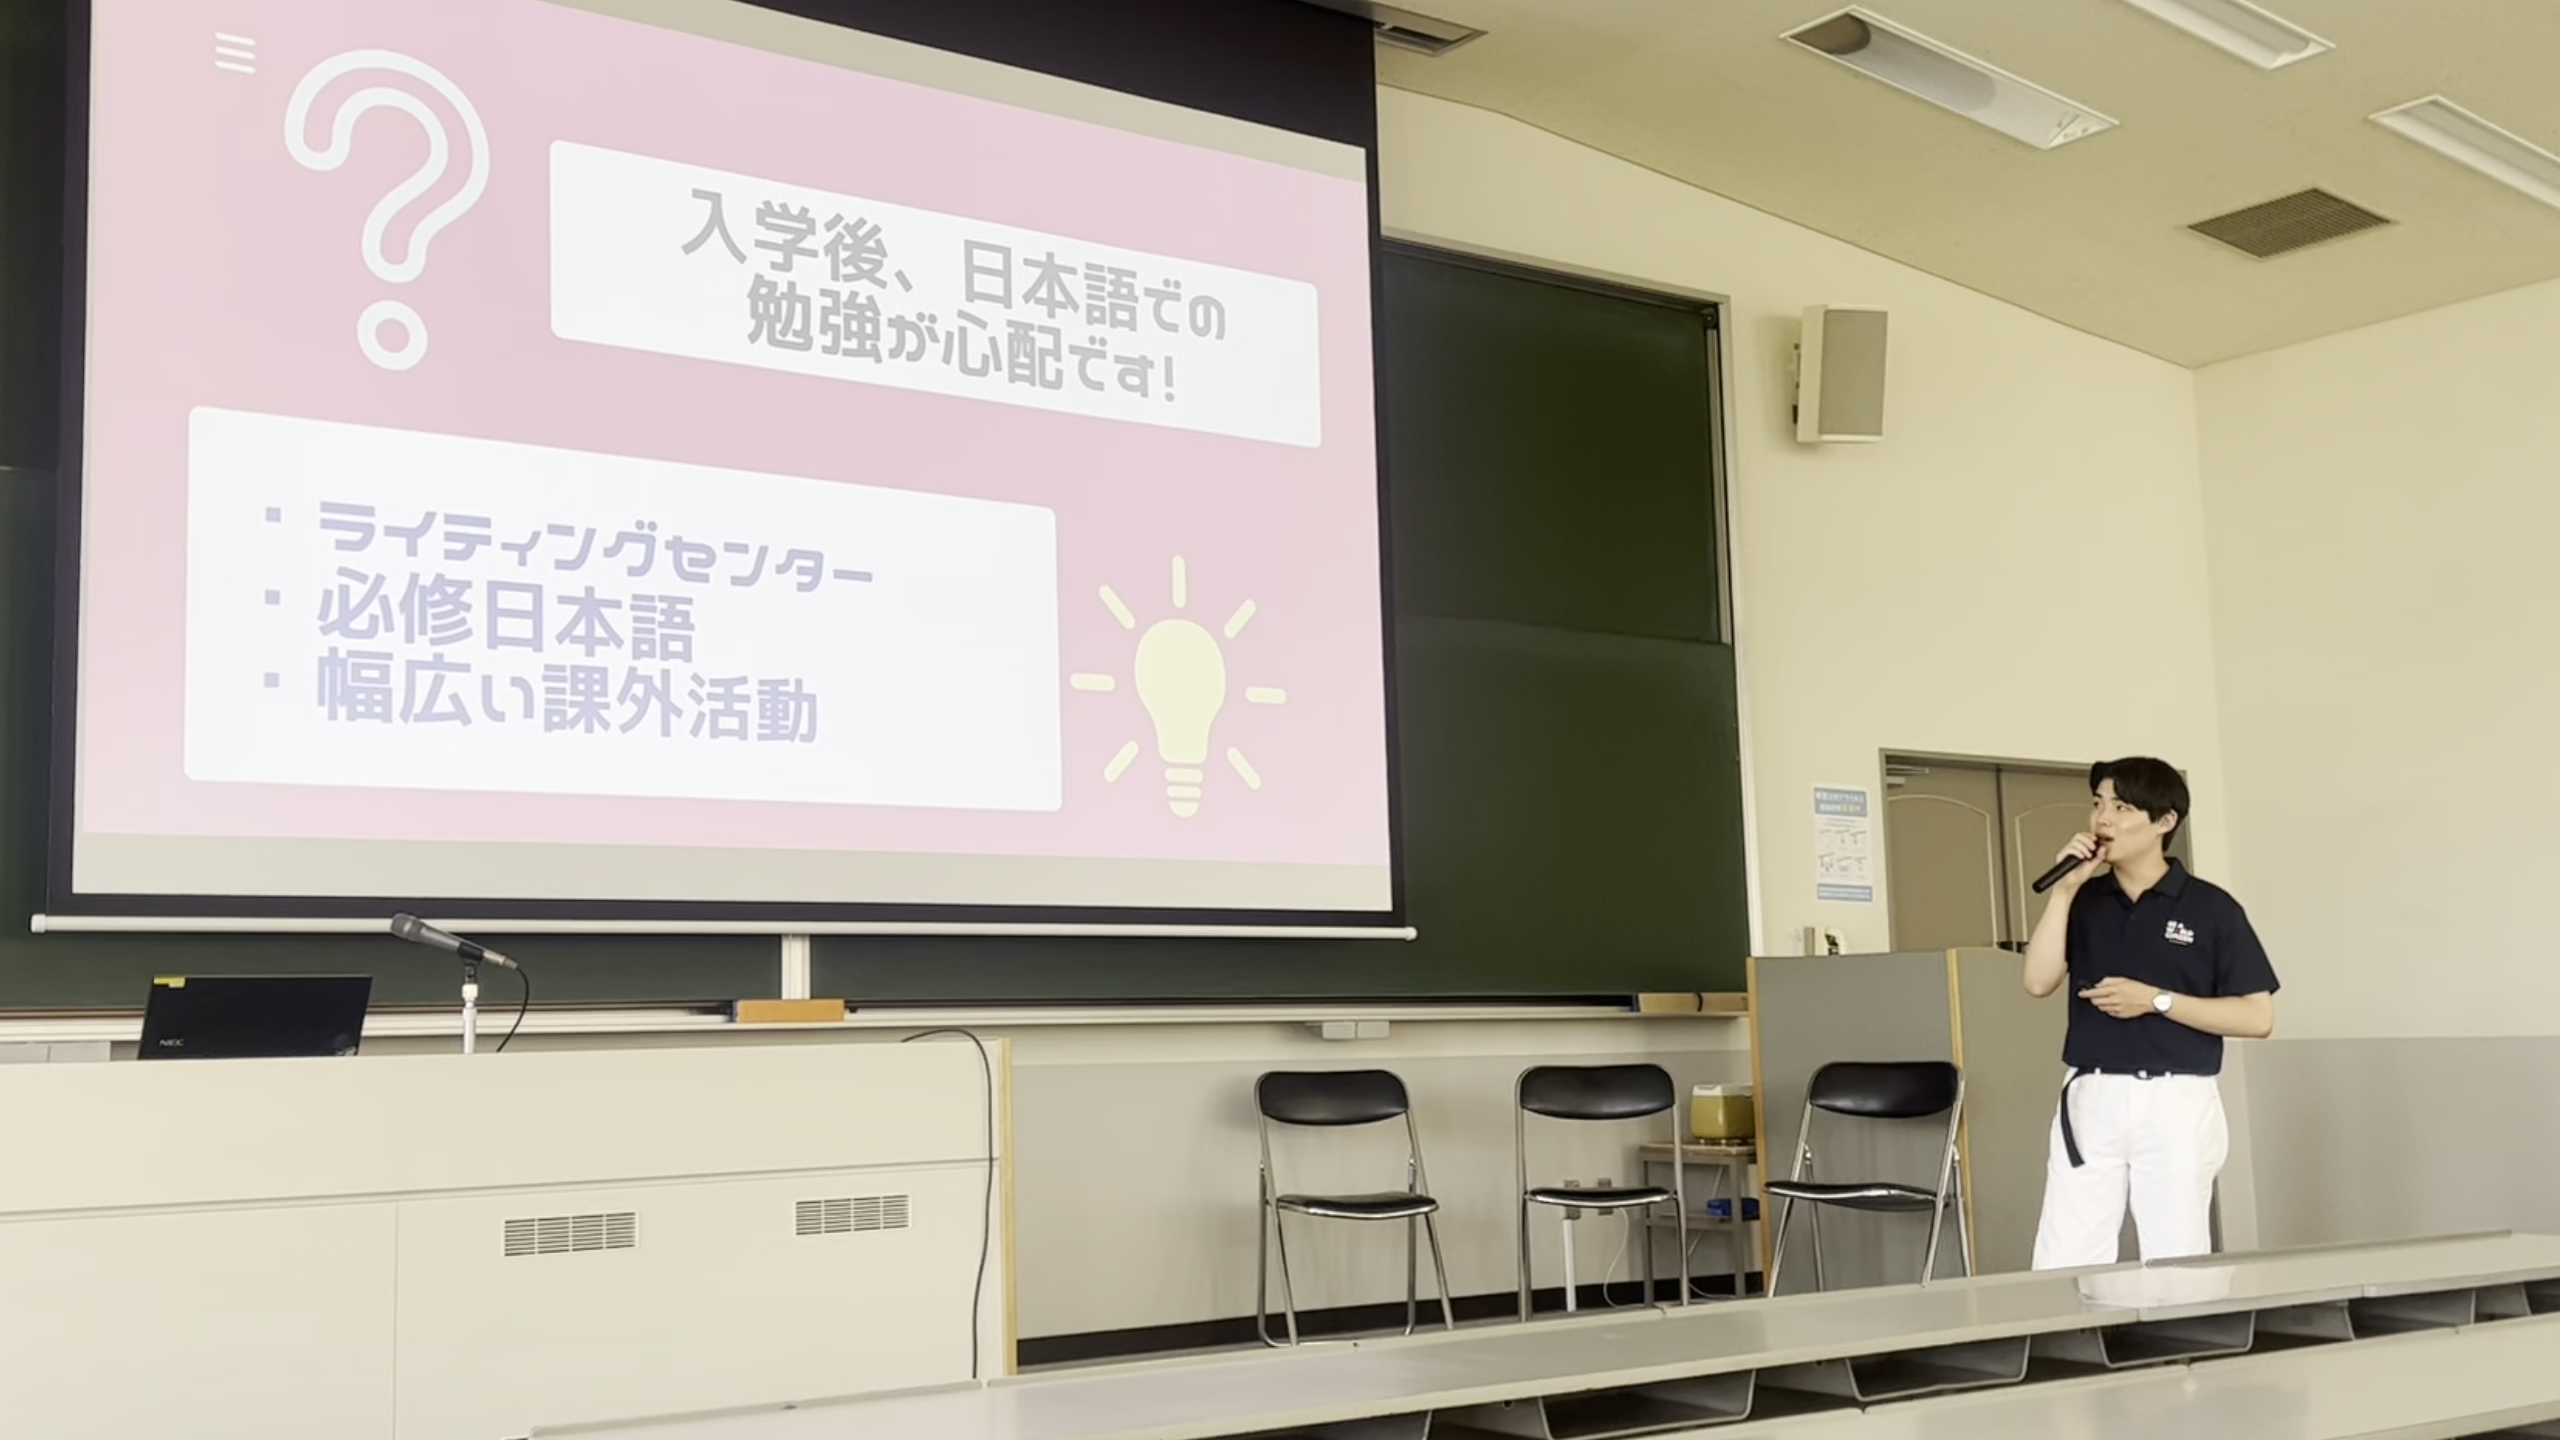 入学後、日本語での
勉強が心配です!
・ライティングセンター
・必修日本語
・幅広い課外活動
NEC